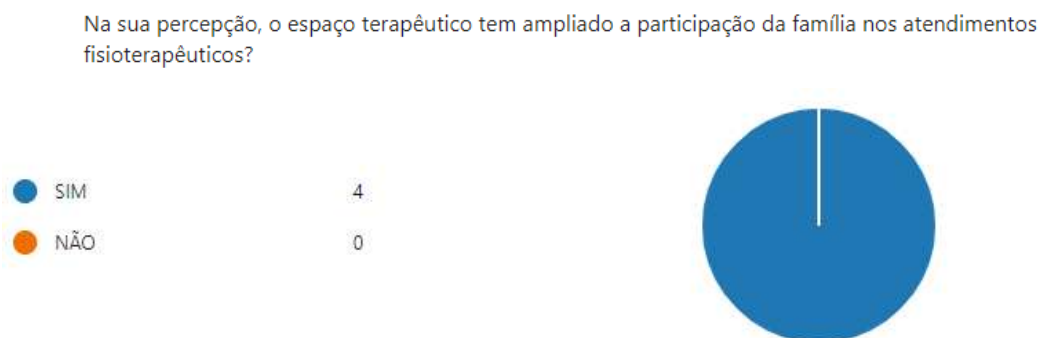 Na sua percepção, o espaço terapêutico tem ampliado a participação da família nos atendimentos
fisioterapêuticos?
SIM 4
NÃO 0